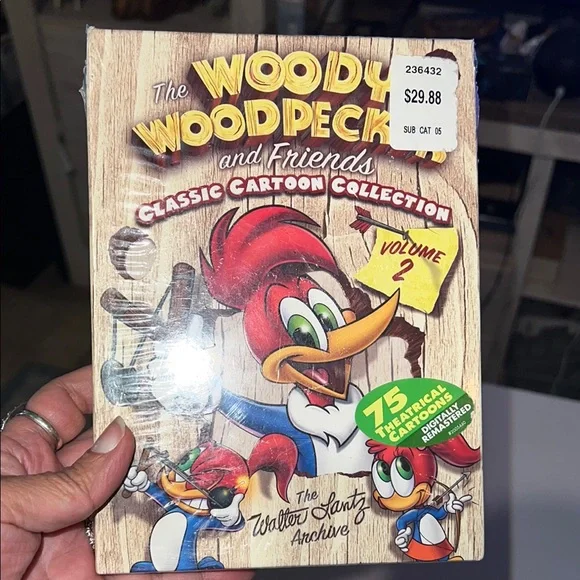 The
WOODY
WOODPECK
and Friends
CLASSIC CARTOON COLLECTION
236432
$29.88
SUB CAT 05
VOLUME
2
75
THEATRICAL
CARTOONS
DIGITALLY
REMASTERED
The
Walter Lantz
Archive